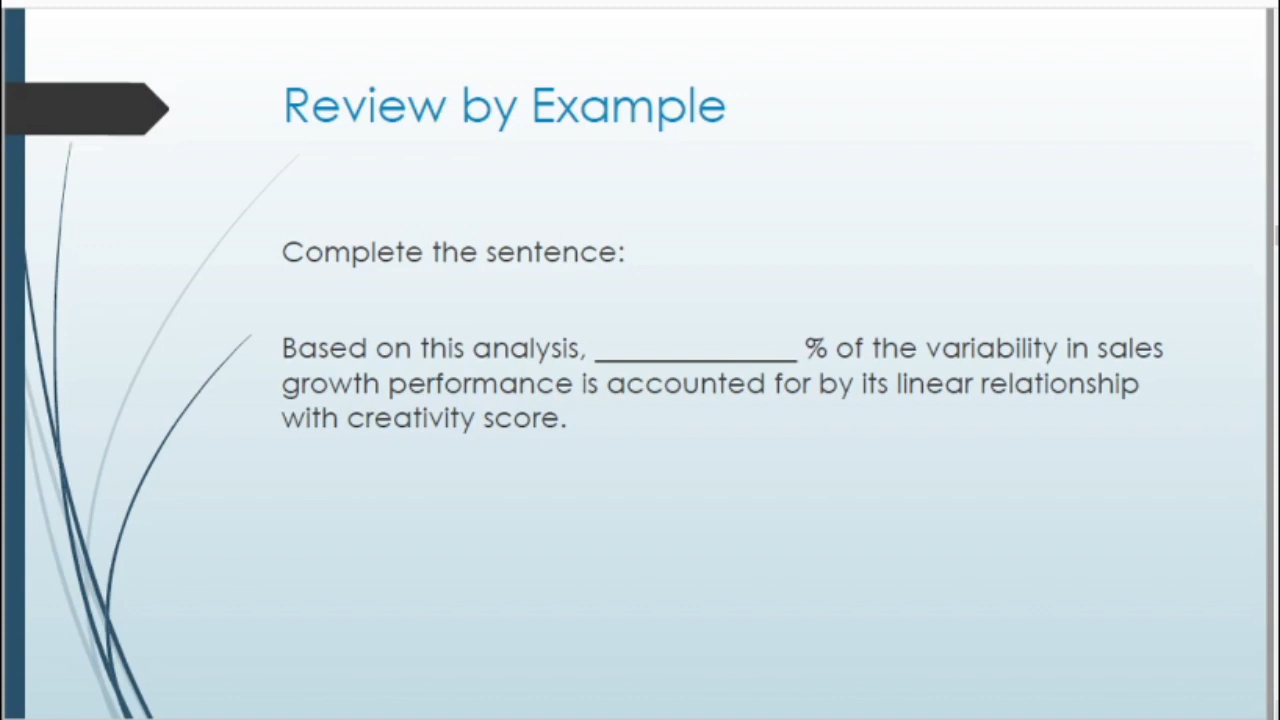 Review by Example
Complete the sentence:
Based on this analysis, ______________ % of the variability in sales
growth performance is accounted for by its linear relationship
with creativity score.